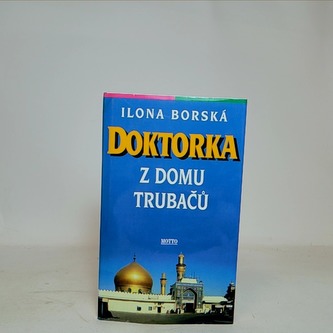 ILONA BORSKÁ
DOKTORKA
Z DOMU
TRUBAČŮ
MOTTO